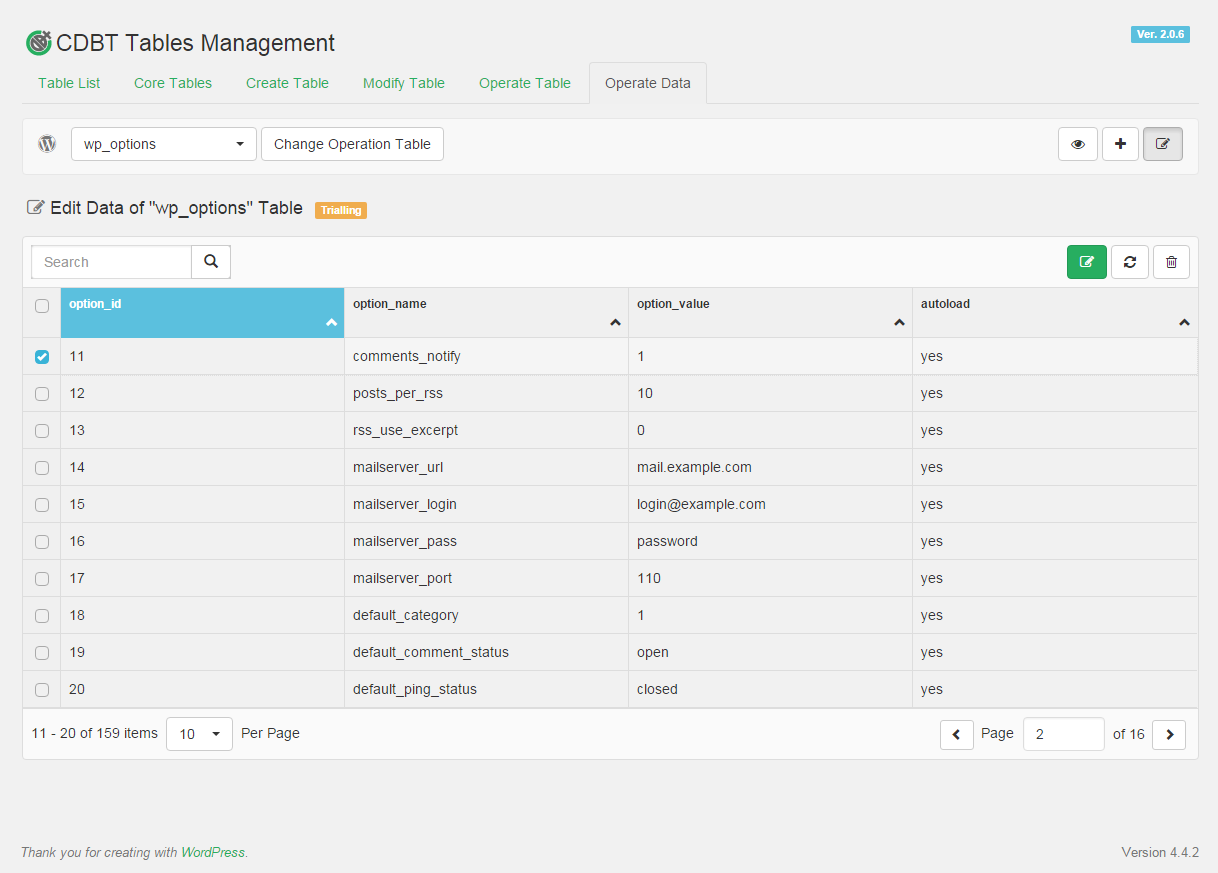 CDBT Tables Management
Ver. 2.0.6
Table List Core Tables Create Table Modify Table Operate Table Operate Data
wp_options Change Operation Table
Edit Data of "wp_options" Table Trialling
Search
option_id option_name option_value autoload
11 comments_notify 1 yes
12 posts_per_rss 10 yes
13 rss_use_excerpt 0 yes
14 mailserver_url mail.example.com yes
15 mailserver_login login@example.com yes
16 mailserver_pass password yes
17 mailserver_port 110 yes
18 default_category 1 yes
19 default_comment_status open yes
20 default_ping_status closed yes
11 - 20 of 159 items 10 Per Page Page 2 of 16
Thank you for creating with WordPress. Version 4.4.2